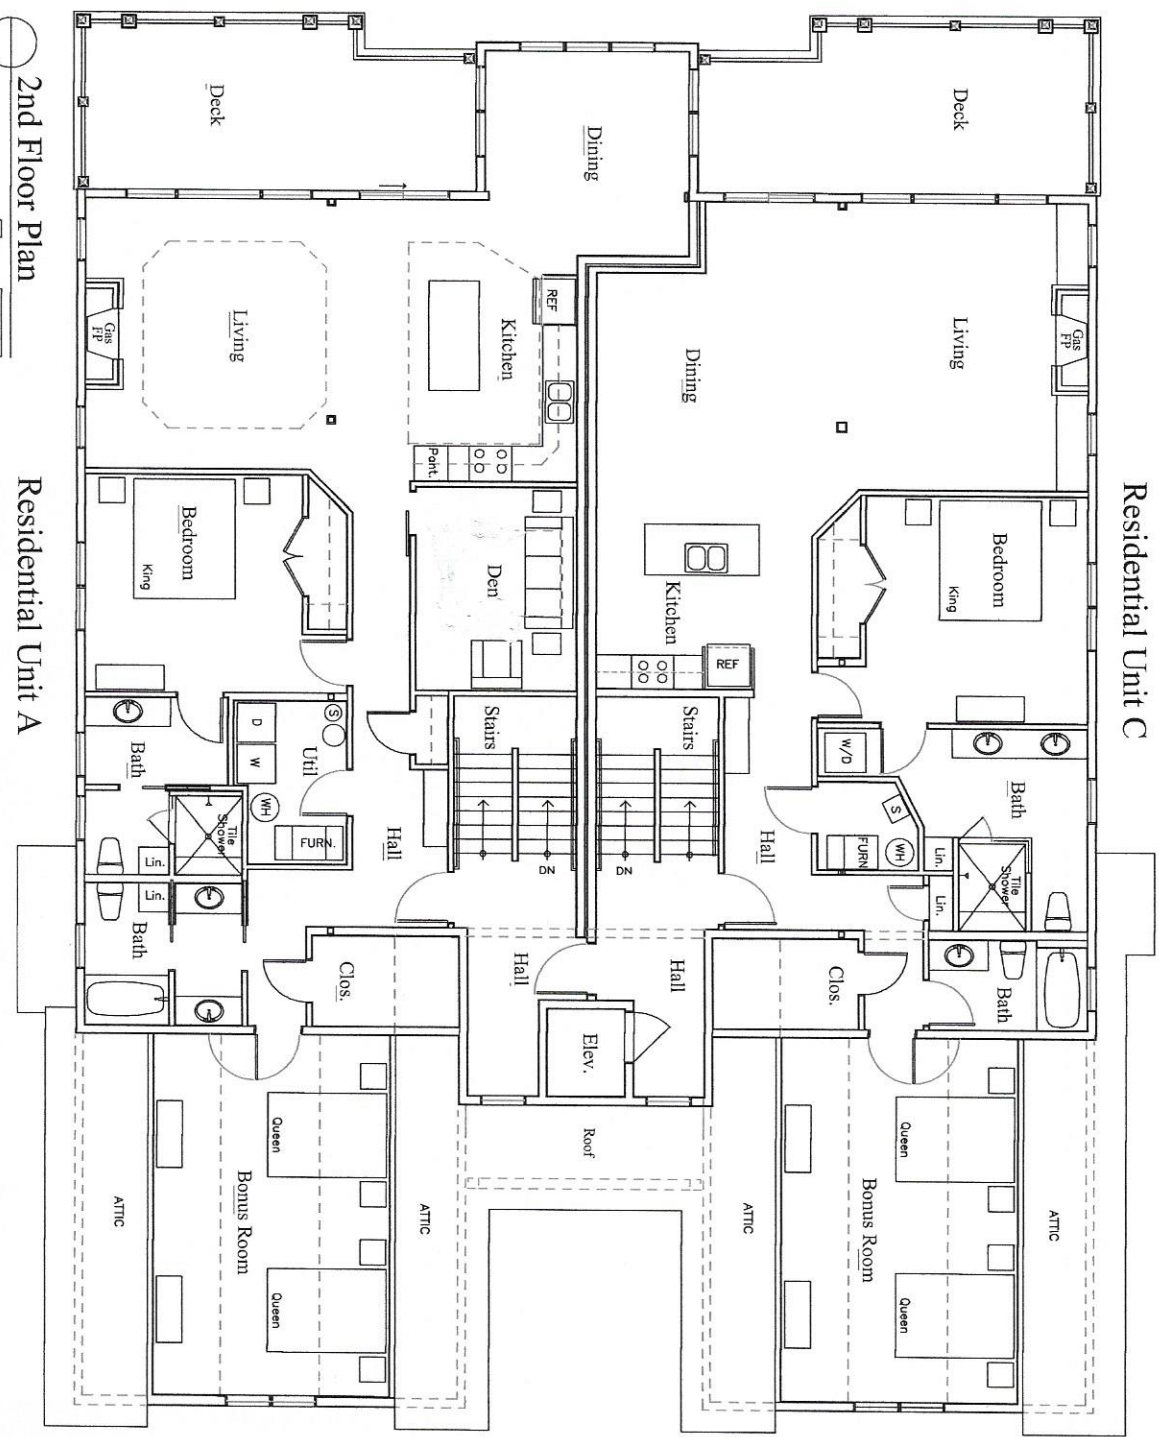 Residential Unit C
Deck
Living
Gas
FP
Dining
Kitchen
REF
Bedroom
King
Stairs
DN
W/D
Hall
S
WH
FURN
Bath
Lin.
Tile
Shower
Lin.
Bath
Clos.
Hall
Bonus Room
Queen
Queen
ATTIC
ATTIC
Elev.
Roof
Deck
Dining
Living
Gas
FP
Kitchen
REF
Pant.
Den
Bedroom
King
Stairs
DN
D
W
S
Util
WH
FURN.
Hall
Bath
Tile
Shower
Lin.
Lin.
Bath
Clos.
Hall
Bonus Room
Queen
Queen
ATTIC
ATTIC
2nd Floor Plan
Residential Unit A